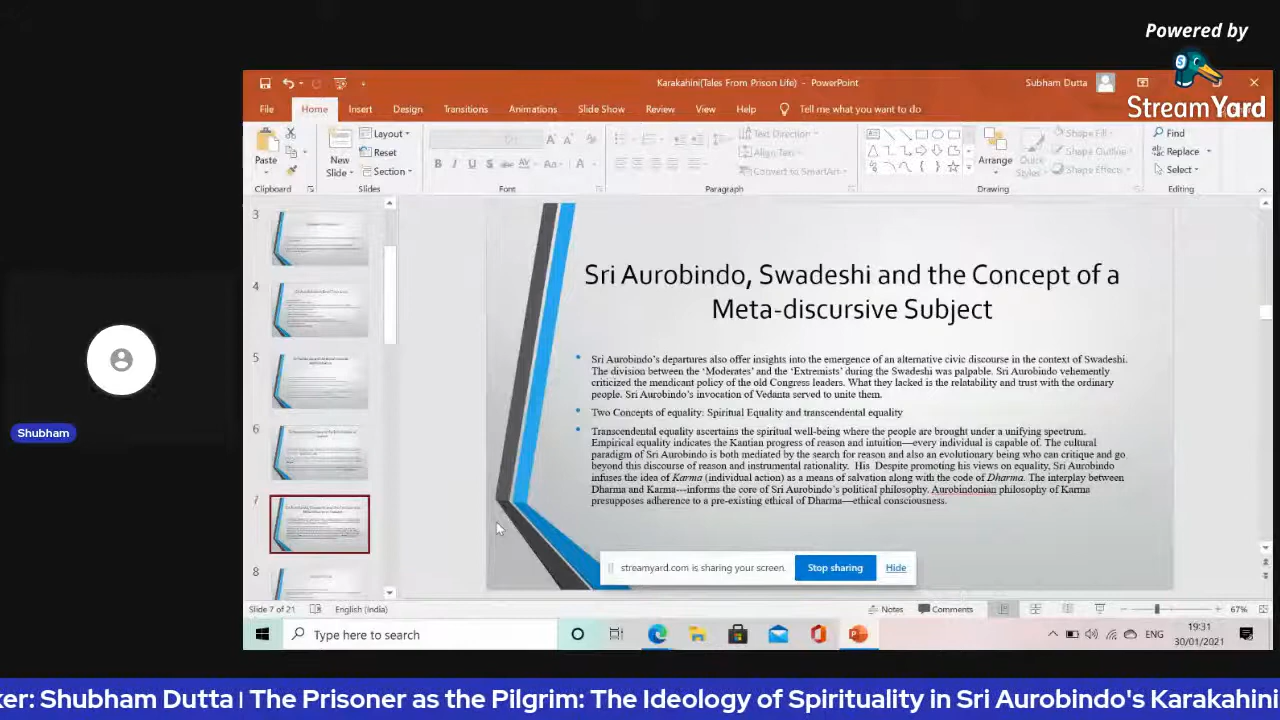 Powered by
StreamYard
Karakahini(Tales From Prison Life) - PowerPoint
Subham Dutta
File Home Insert Design Transitions Animations Slide Show Review View Help Tell me what you want to do
Paste
New
Slide
Layout
Reset
Section
Text Direction
Align Text
Convert to SmartArt
Arrange
Quick
Styles
Shape Fill
Shape Outline
Shape Effects
Find
Replace
Select
Clipboard Slides Font Paragraph Drawing Editing
3
4
5
6
7
8
Sri Aurobindo, Swadeshi and the Concept of a
Meta-discursive Subject
Sri Aurobindo's departures also offer insights into the emergence of an alternative civic discourse in the context of Swadeshi.
The division between the 'Moderates' and the 'Extremists' during the Swadeshi was palpable. Sri Aurobindo vehemently
criticized the mendicant policy of the old Congress leaders. What they lacked is the relatability and trust with the ordinary
people. Sri Aurobindo's invocation of Vedanta served to unite them.
Two Concepts of equality: Spiritual Equality and transcendental equality
Transcendental equality ascertains the spiritual well-being where the people are brought under a unifying spectrum.
Empirical equality indicates the Kantian progress of reason and intuition—every individual is capable of. The cultural
paradigm of Sri Aurobindo is both mediated by the search for reason and also an evolutionary being who can critique and go
beyond this discourse of reason and instrumental rationality. His Despite promoting his views on equality, Sri Aurobindo
infuses the idea of Karma (individual action) as a means of salvation along with the code of Dharma. The interplay between
Dharma and Karma---informs the core of Sri Aurobindo's political philosophy. Aurobindonian philosophy of Karma
presupposes adherence to a pre-existing ethical of Dharma—ethical consciousness.
streamyard.com is sharing your screen.
Stop sharing
Hide
Slide 7 of 21
English (India)
Notes
Comments
67%
Type here to search
ENG
19:31
30/01/2021
Shubham
ker: Shubham Dutta | The Prisoner as the Pilgrim: The Ideology of Spirituality in Sri Aurobindo's Karakahini